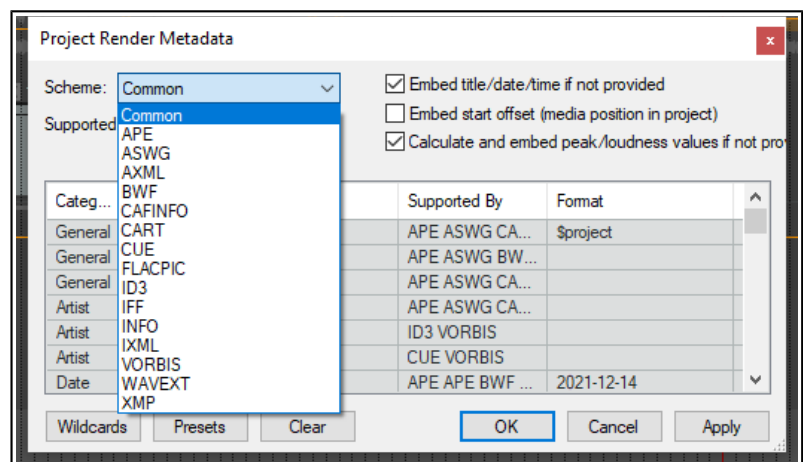 Project Render Metadata
x
Scheme: Common
Embed title/date/time if not provided
Embed start offset (media position in project)
Calculate and embed peak/loudness values if not pro
Supported
Common
APE
ASWG
AXML
BWF
CAFINFO
CART
CUE
FLACPIC
ID3
IFF
INFO
IXML
VORBIS
WAVEXT
XMP
Categ... Supported By Format
General APE ASWG CA... $project
General APE ASWG BW...
General APE ASWG CA...
Artist APE ASWG CA...
Artist ID3 VORBIS
Artist CUE VORBIS
Date APE APE BWF ... 2021-12-14
Wildcards Presets Clear OK Cancel Apply